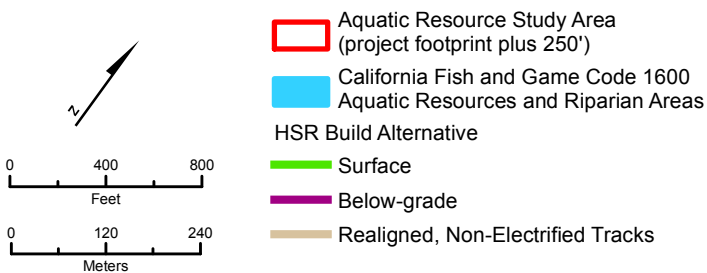 Z
0 400 800
Feet
0 120 240
Meters
Aquatic Resource Study Area
(project footprint plus 250')
California Fish and Game Code 1600
Aquatic Resources and Riparian Areas
HSR Build Alternative
Surface
Below-grade
Realigned, Non-Electrified Tracks